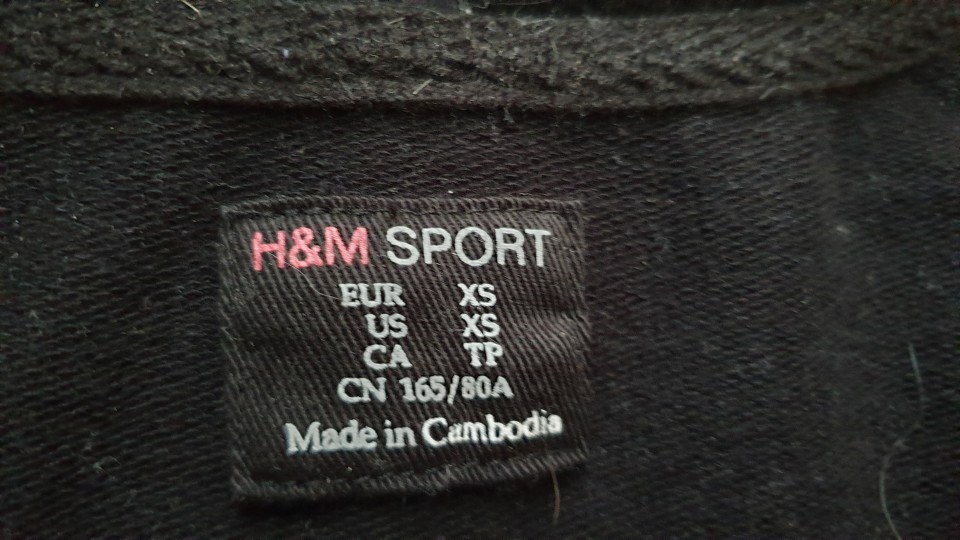 H&M SPORT
EUR XS
US XS
CA TP
CN 165/80A
Made in Cambodia